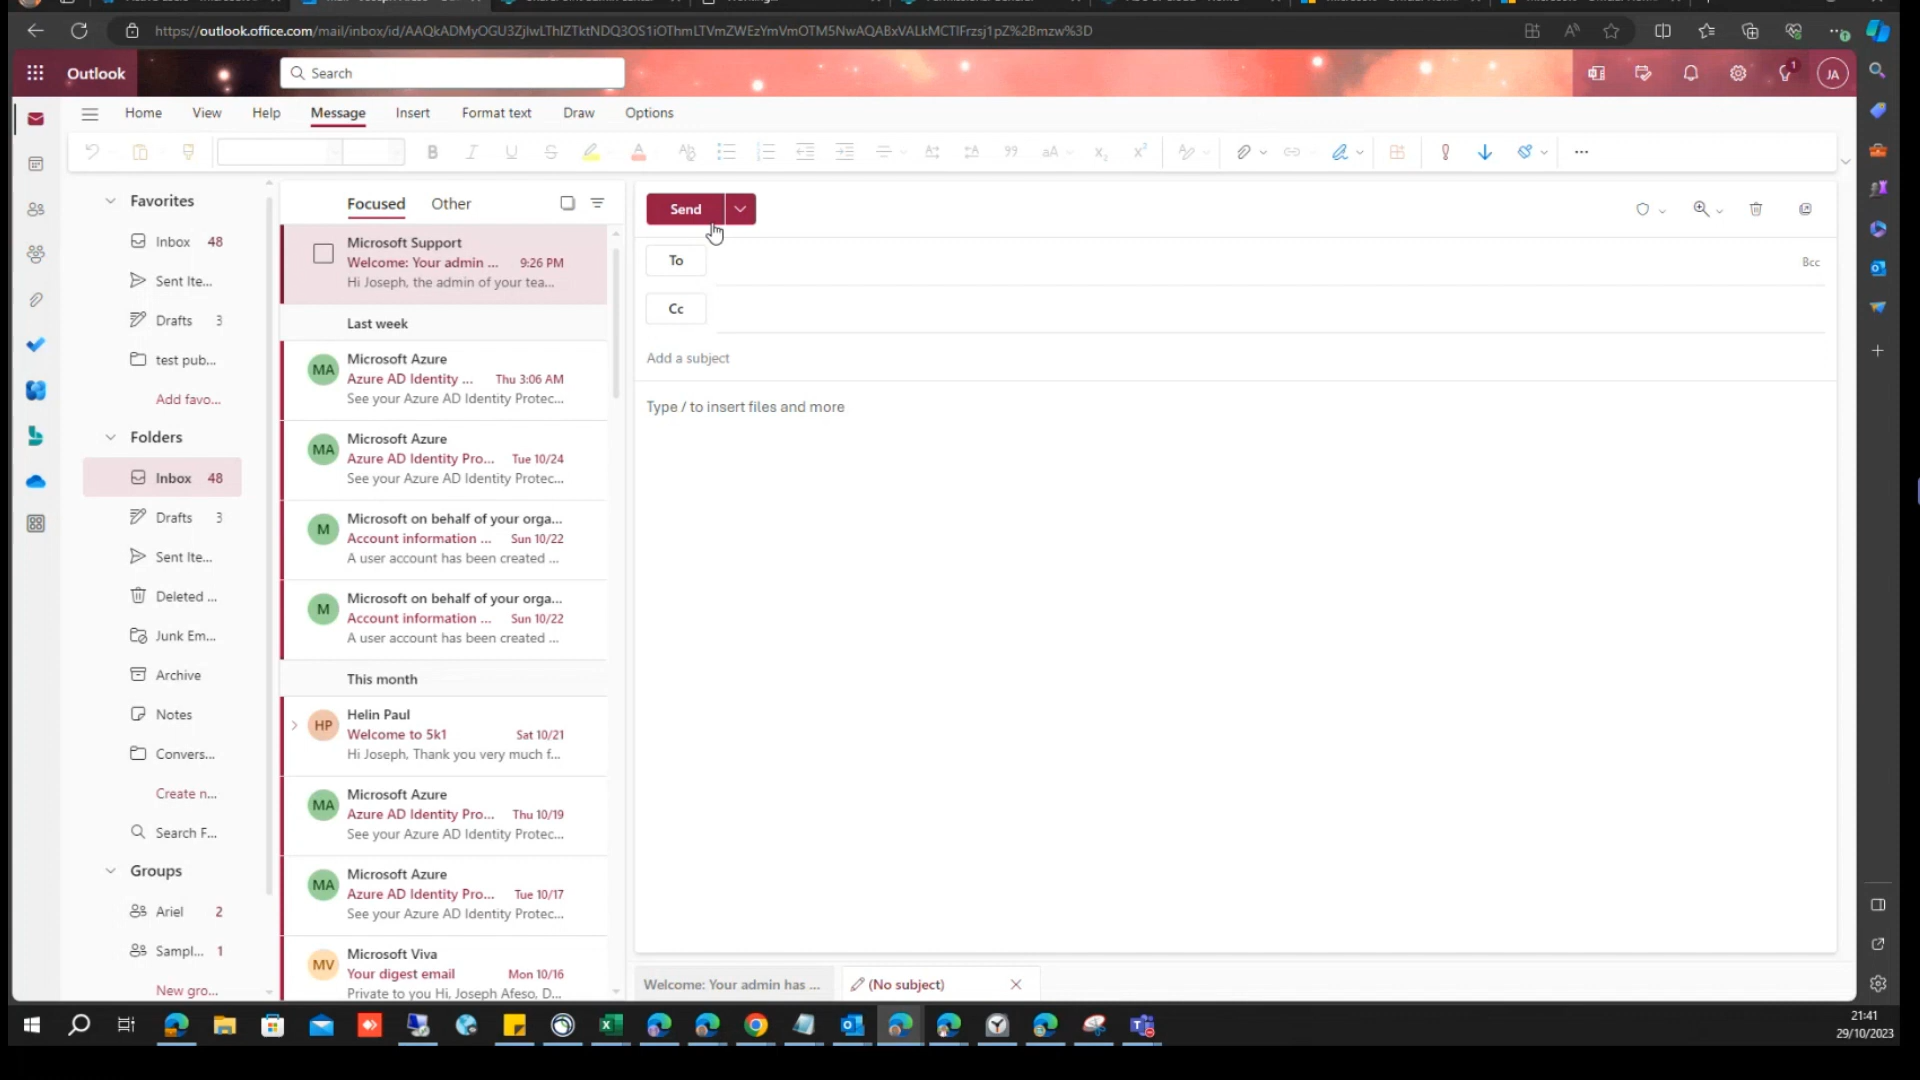 https://outlook.office.com/mail/inbox/id/
Outlook
Search
1
JA
Home
View
Help
Message
Insert
Format text
Draw
Options
Favorites
Inbox 48
Sent Ite...
Drafts 3
test pub...
Add favo...
Folders
Inbox 48
Drafts 3
Sent Ite...
Deleted ...
Junk Em...
Archive
Notes
Convers...
Create n...
Search F...
Groups
Ariel 2
Sampl... 1
New gro...
Focused
Other
Microsoft Support
Welcome: Your admin ... 9:26 PM
Hi Joseph, the admin of your tea...
Last week
MA
Microsoft Azure
Azure AD Identity ... Thu 3:06 AM
See your Azure AD Identity Protec...
MA
Microsoft Azure
Azure AD Identity Pro... Tue 10/24
See your Azure AD Identity Protec...
M
Microsoft on behalf of your orga...
Account information ... Sun 10/22
A user account has been created ...
M
Microsoft on behalf of your orga...
Account information ... Sun 10/22
A user account has been created ...
This month
HP
Helin Paul
Welcome to 5k1 Sat 10/21
Hi Joseph, Thank you very much f...
MA
Microsoft Azure
Azure AD Identity Pro... Thu 10/19
See your Azure AD Identity Protec...
MA
Microsoft Azure
Azure AD Identity Pro... Tue 10/17
See your Azure AD Identity Protec...
MV
Microsoft Viva
Your digest email Mon 10/16
Private to you Hi, Joseph Afeso, D...
Send
To
Bcc
Cc
Add a subject
Type / to insert files and more
Welcome: Your admin has ...
(No subject)
21:41
29/10/2023